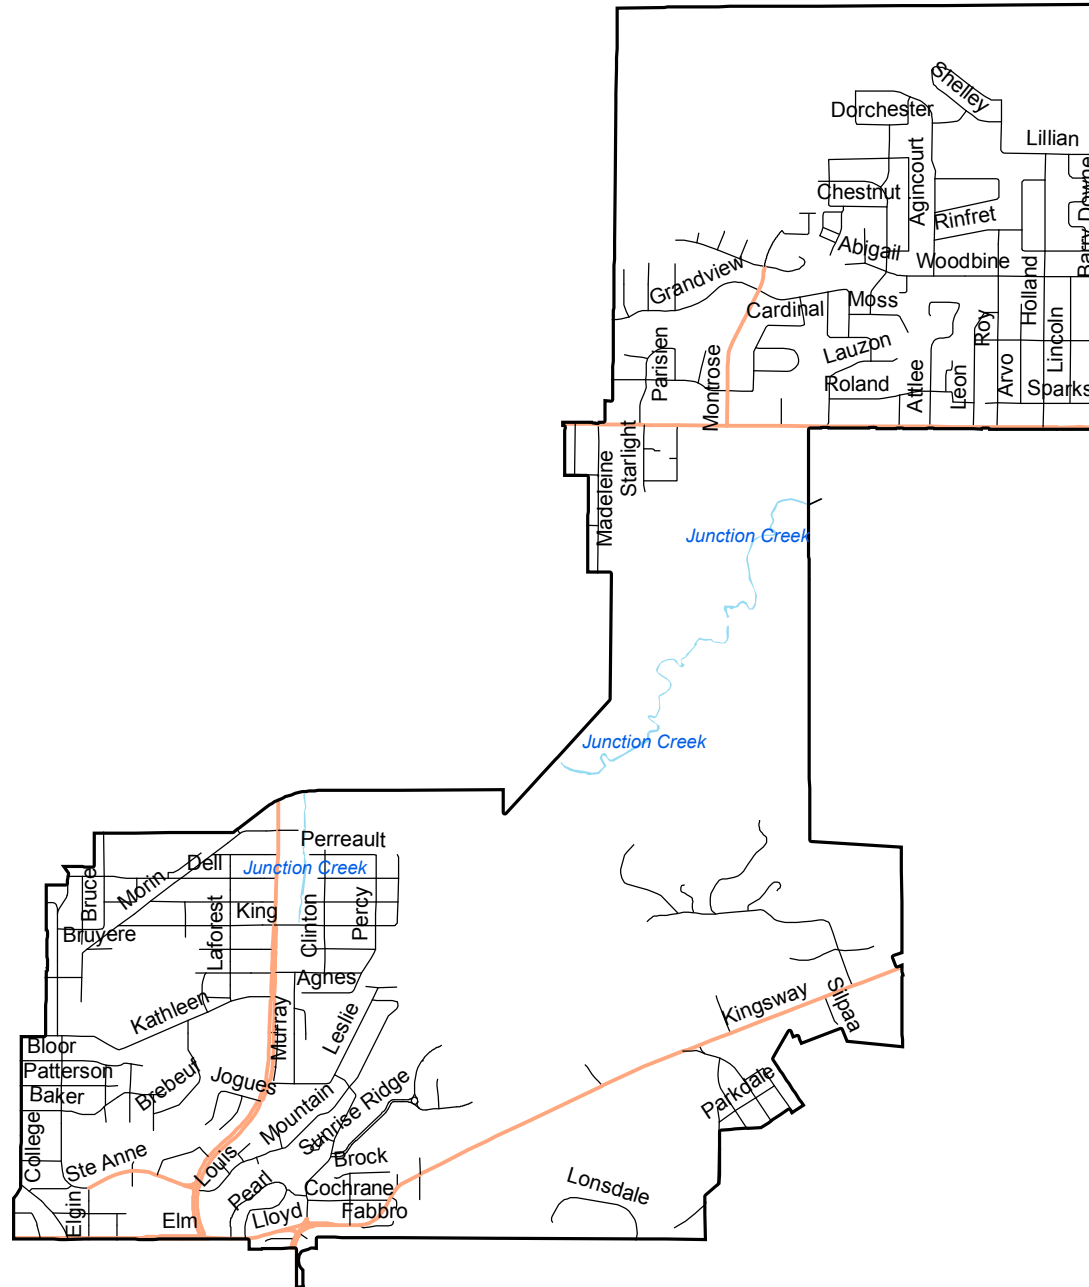 Shelley
Dorchester
Lillian
Agincourt
Chestnut
Barry Downe
Rinfret
Abigail
Woodbine
Grandview
Holland
Moss
Cardinal
Roy
Lincoln
Lauzon
Parisien
Montrose
Arvo
Attlee
Leon
Roland
Sparks
Starlight
Madeleine
Junction Creek
Junction Creek
Perreault
Dell
Junction Creek
Morin
Bruce
Percy
King
Clinton
Laforest
Bruyere
Agnes
Silpaa
Kathleen
Kingsway
Murray
Leslie
Bloor
Patterson
Brebeuf
Jogues
Baker
Parkdale
Mountain
Sunrise Ridge
College
Ste Anne
Louis
Brock
Pearl
Cochrane
Lonsdale
Elgin
Elm
Lloyd
Fabbro